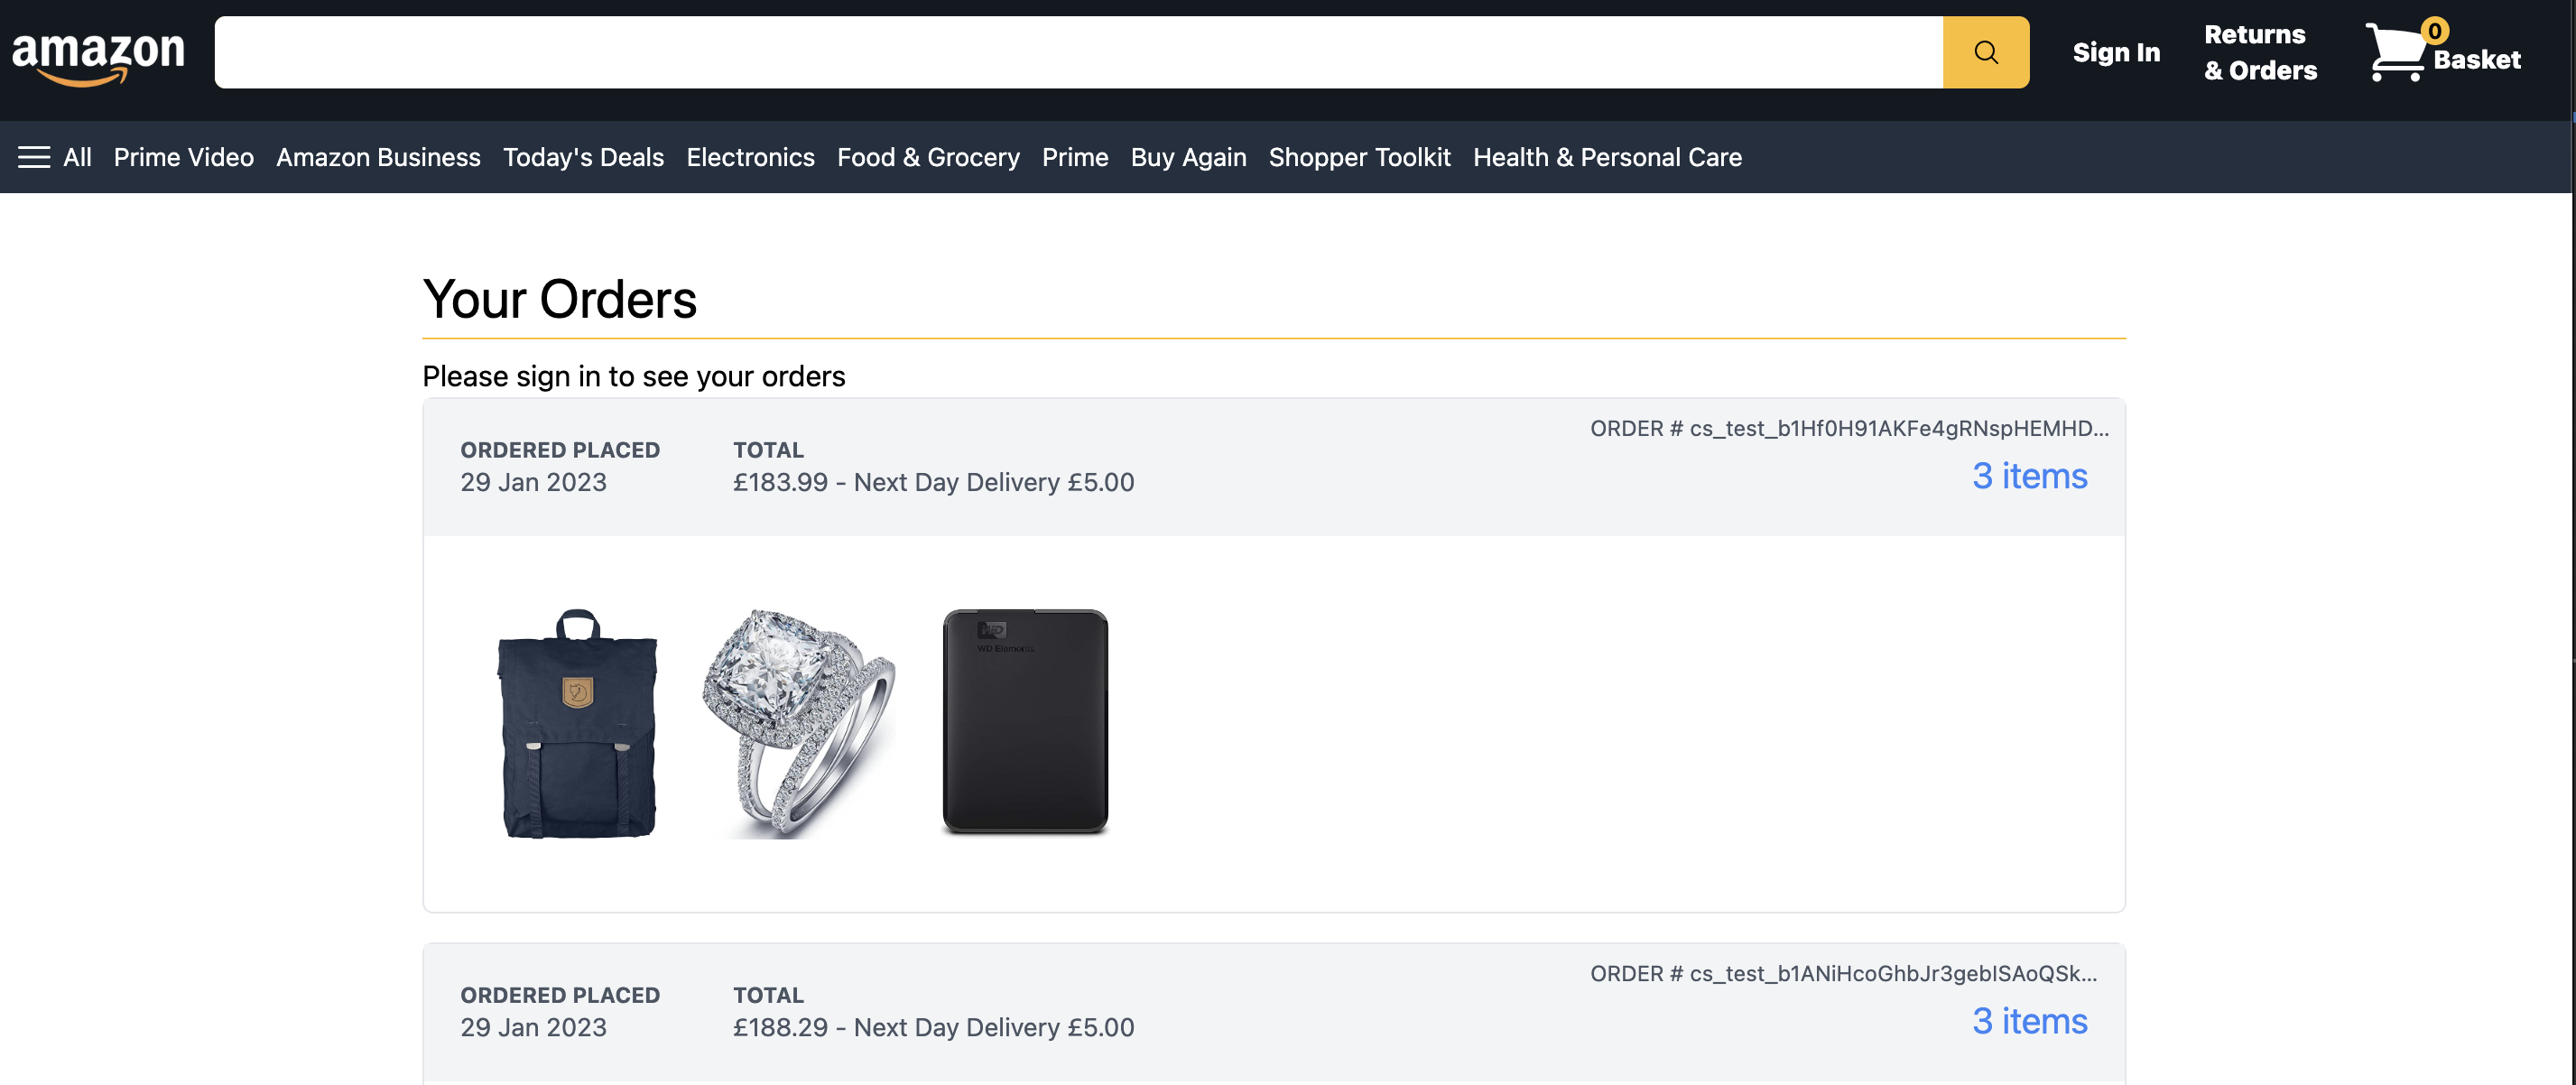 amazon
Sign In
Returns
& Orders
0
Basket
All Prime Video Amazon Business Today's Deals Electronics Food & Grocery Prime Buy Again Shopper Toolkit Health & Personal Care
Your Orders
Please sign in to see your orders
ORDER # cs_test_b1Hf0H91AKFe4gRNspHEMHD...
ORDERED PLACED TOTAL
29 Jan 2023 £183.99 - Next Day Delivery £5.00
3 items
WD
WD Elements
ORDER # cs_test_b1ANiHcoGhbJr3gebISAoQSk...
ORDERED PLACED TOTAL
29 Jan 2023 £188.29 - Next Day Delivery £5.00
3 items